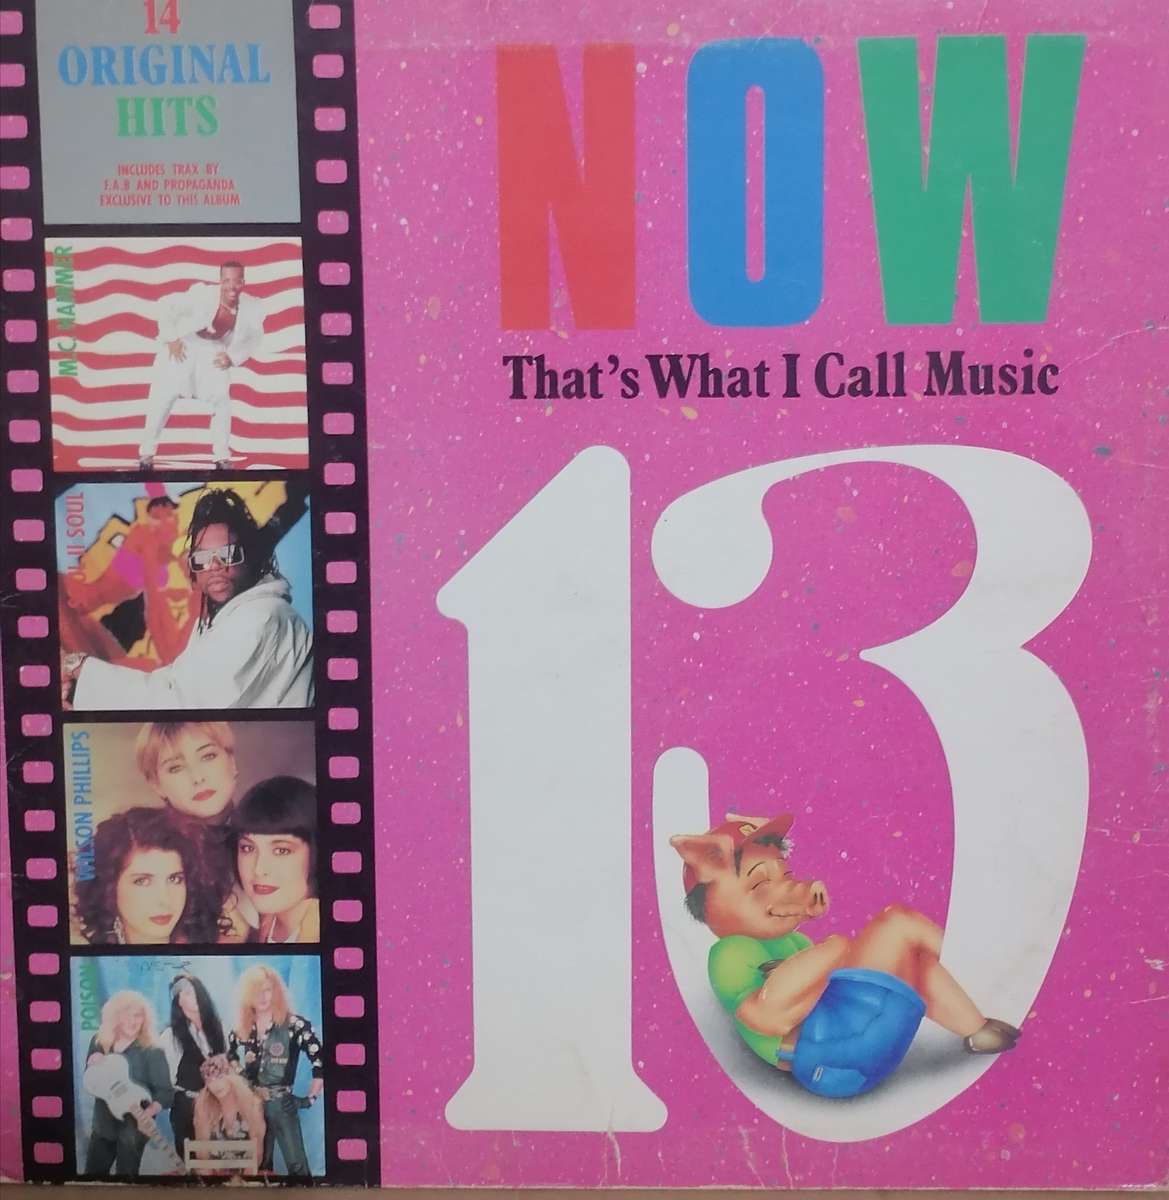 14
ORIGINAL
HITS
INCLUDES TRAX BY
F.A.B AND PROPAGANDA
EXCLUSIVE TO THIS ALBUM
M.C. HAMMER
II SOUL
WILSON PHILLIPS
POISON
NOW
That's What I Call Music
13